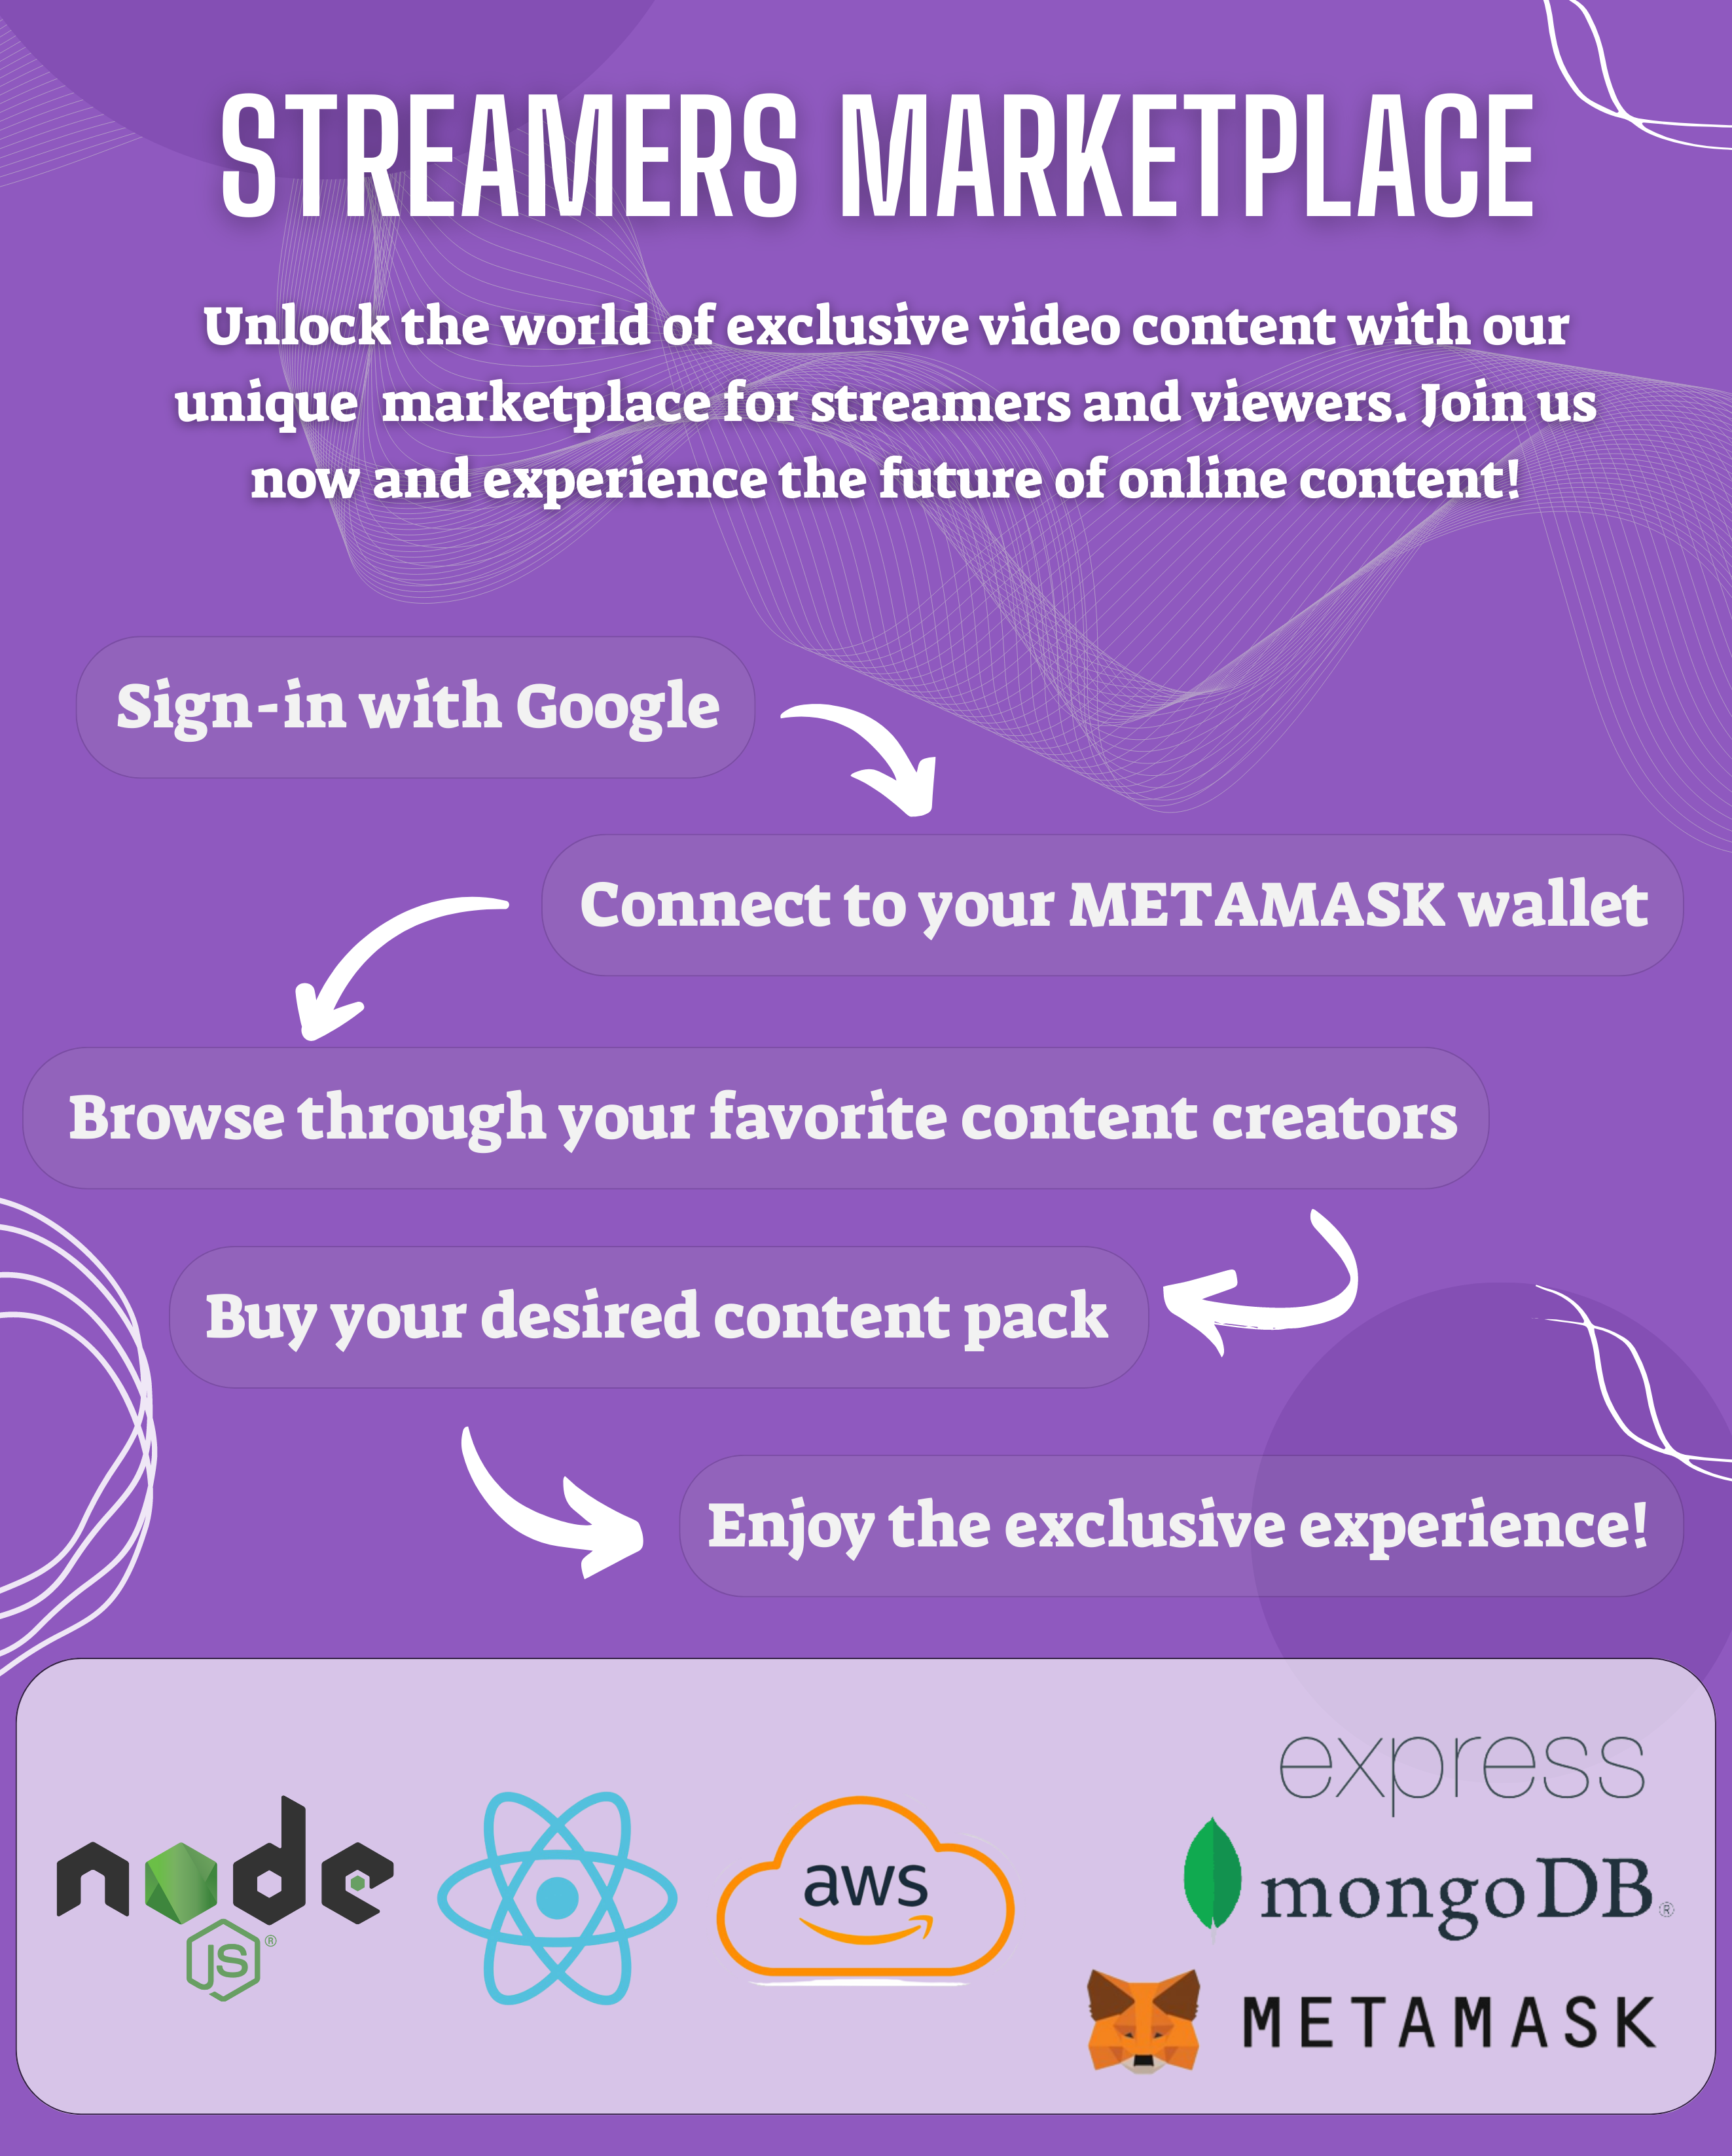 STREAMERS MARKETPLACE
Unlock the world of exclusive video content with our
unique marketplace for streamers and viewers. Join us
now and experience the future of online content!
Sign-in with Google
Connect to your METAMASK wallet
Browse through your favorite content creators
Buy your desired content pack
Enjoy the exclusive experience!
node
JS®
aws
express
mongoDB®
METAMASK